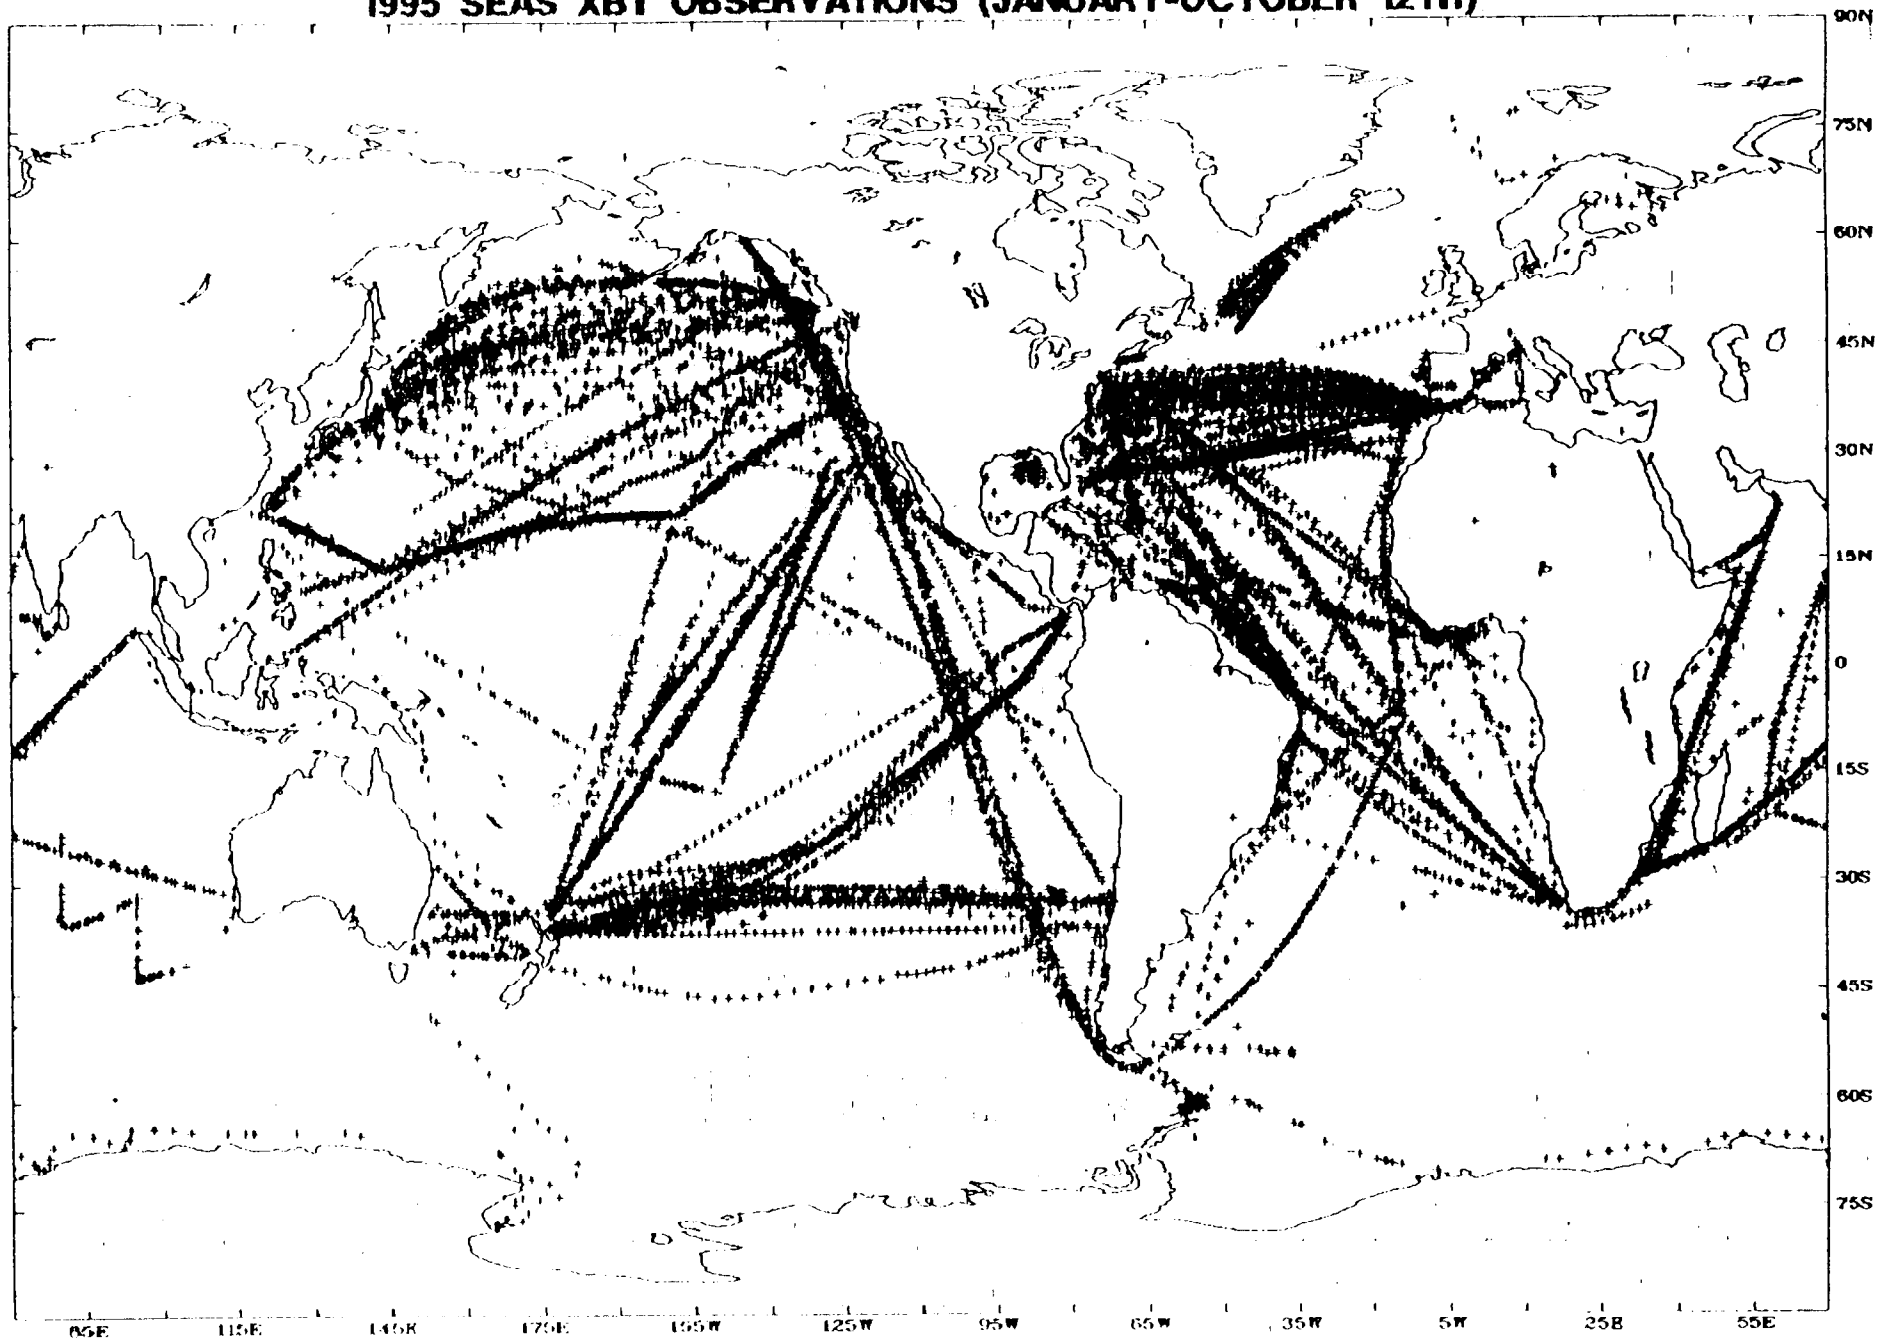 1995 SEAS XBT OBSERVATIONS (JANUARY-OCTOBER 12TH)
90N
75N
60N
45N
30N
15N
0
15S
30S
45S
60S
75S
85E 115E 145E 175E 155W 125W 95W 65W 35W 5W 25E 55E